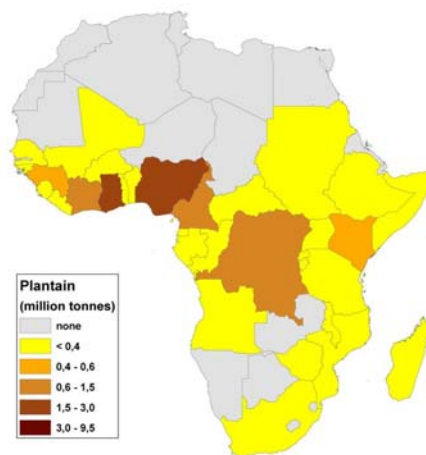 Plantain
(million tonnes)
none
< 0,4
0,4 - 0,6
0,6 - 1,5
1,5 - 3,0
3,0 - 9,5